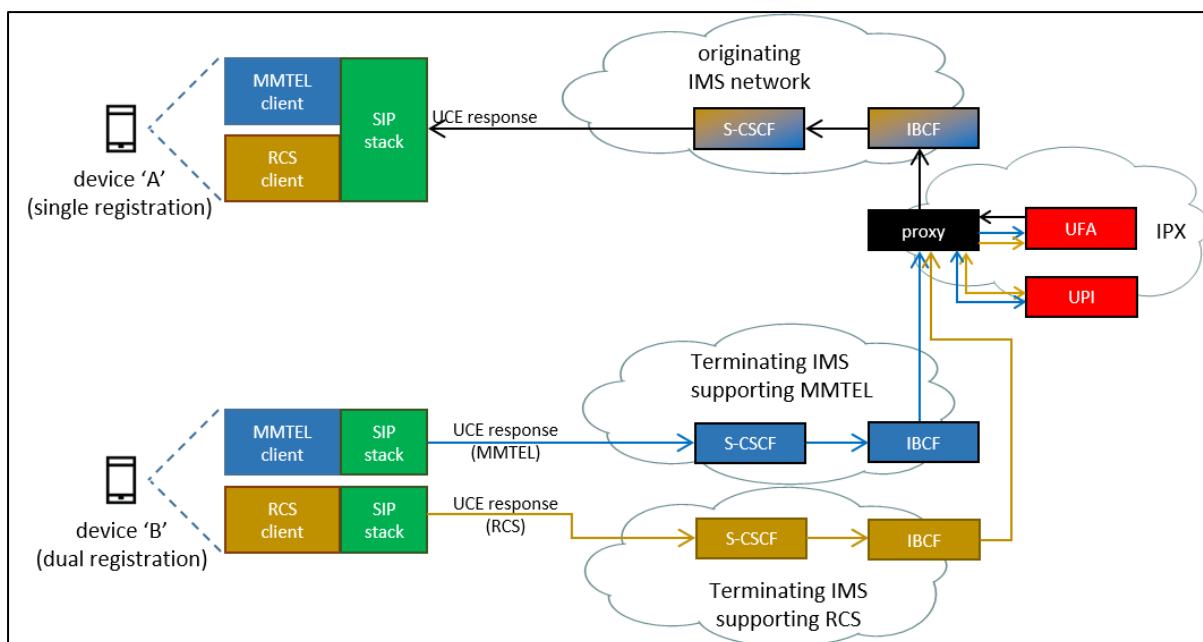 originating
IMS network
MMTEL
client
SIP
stack
RCS
client
UCE response
S-CSCF
IBCF
device ‘A’
(single registration)
proxy
UFA
IPX
UPI
Terminating IMS
supporting MMTEL
MMTEL
client
SIP
stack
UCE response
(MMTEL)
S-CSCF
IBCF
RCS
client
SIP
stack
UCE response
(RCS)
S-CSCF
IBCF
device ‘B’
(dual registration)
Terminating IMS
supporting RCS